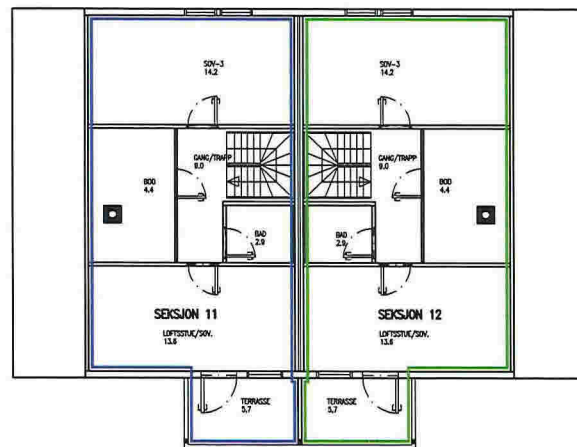 SOV-3
14.2
SOV-3
14.2
GANG/TRAPP
9.0
GANG/TRAPP
9.0
BOD
4.4
BOD
4.4
BAD
2.9
BAD
2.9
SEKSJON 11
SEKSJON 12
LOFTSSTUE/SOV.
13.6
LOFTSSTUE/SOV.
13.6
TERRASSE
5.7
TERRASSE
5.7